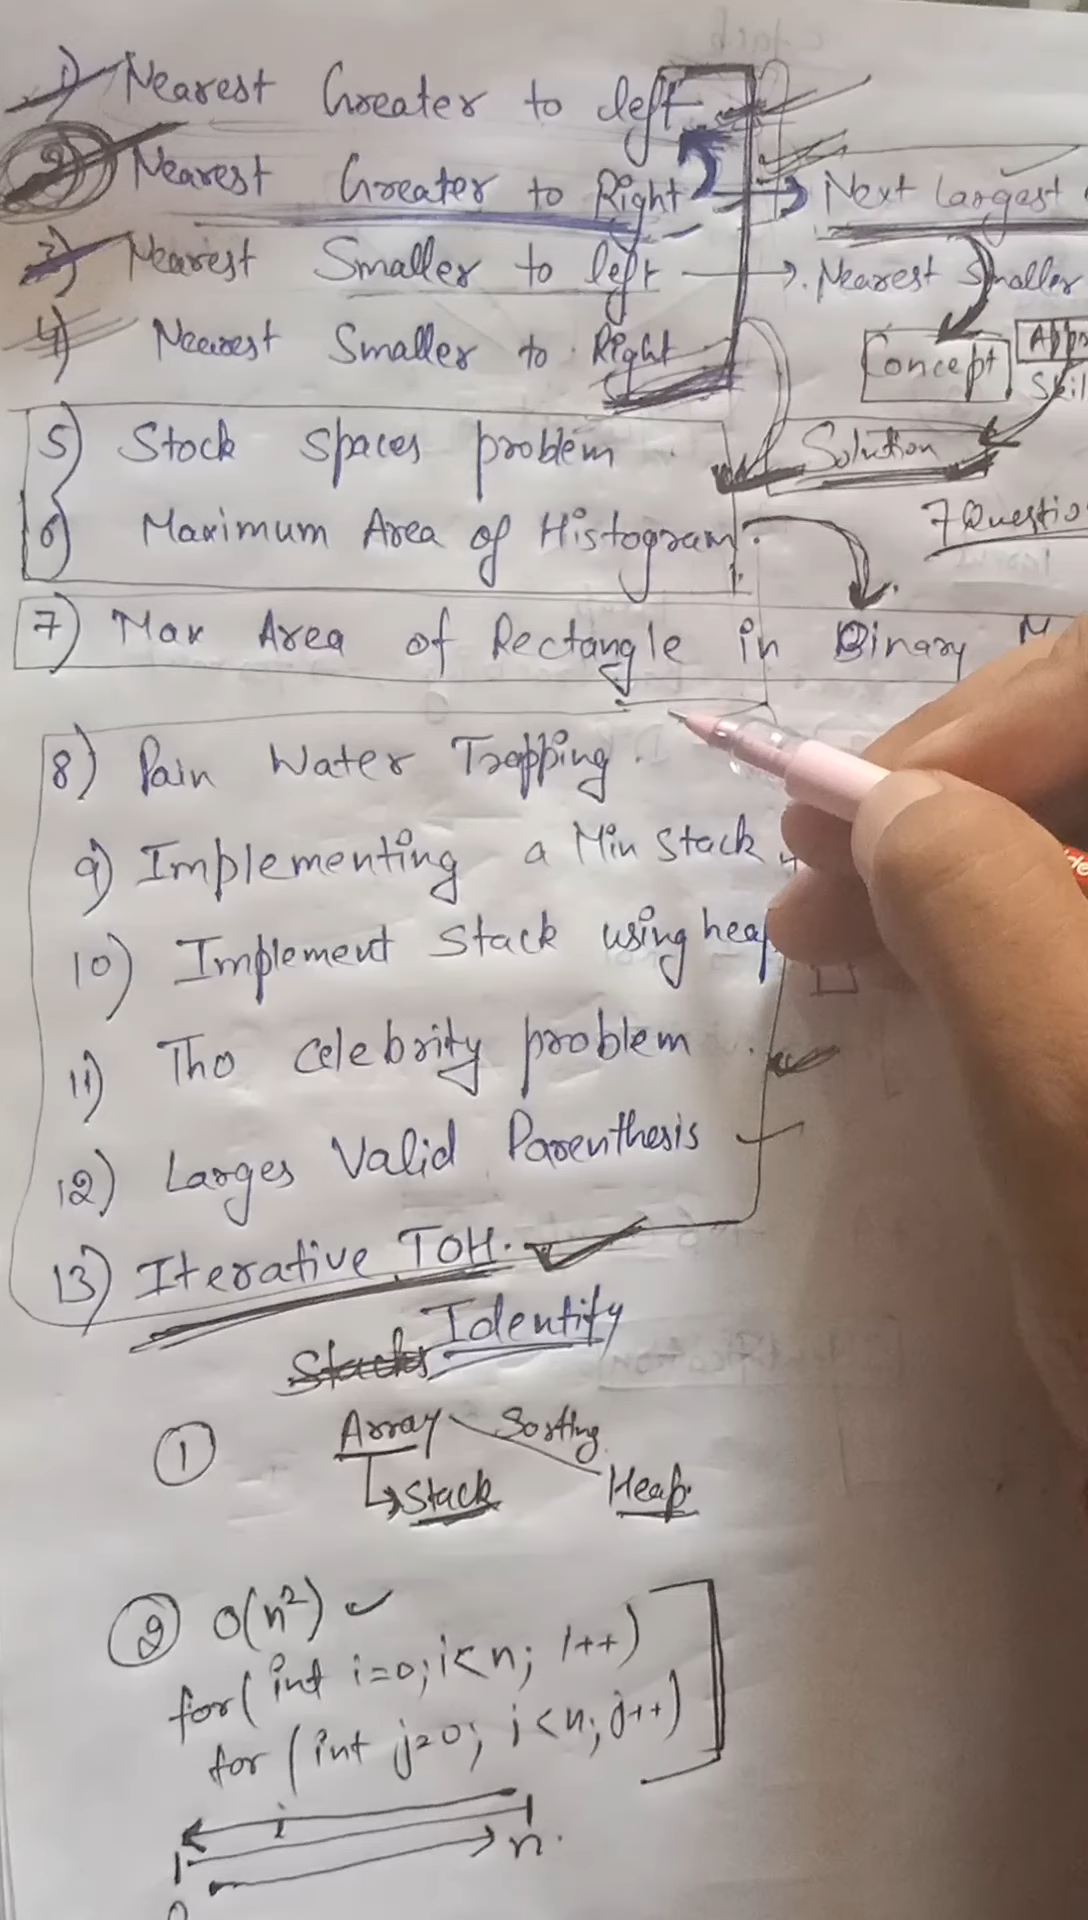 1) Nearest Greater to left
2) Nearest Greater to Right → Next largest
3) Nearest Smaller to left → Nearest Smaller
4) Nearest Smaller to Right
Concept
Solution
5) Stock Spaces problem
6) Maximum Area of Histogram.
7 Questio
7) Max Area of Rectangle in Binary M
8) Rain Water Trapping.
9) Implementing a Min Stack
10) Implement Stack using heap
11) The Celebrity problem
12) Larges Valid Parenthesis
13) Iterative TOH.
Stacks Identify
1 Array Sorting
Stack Heap.
2 O(n²)
for(int i=0; i<n; i++)
for (int j=0; j<n; j++)
i
0 n.